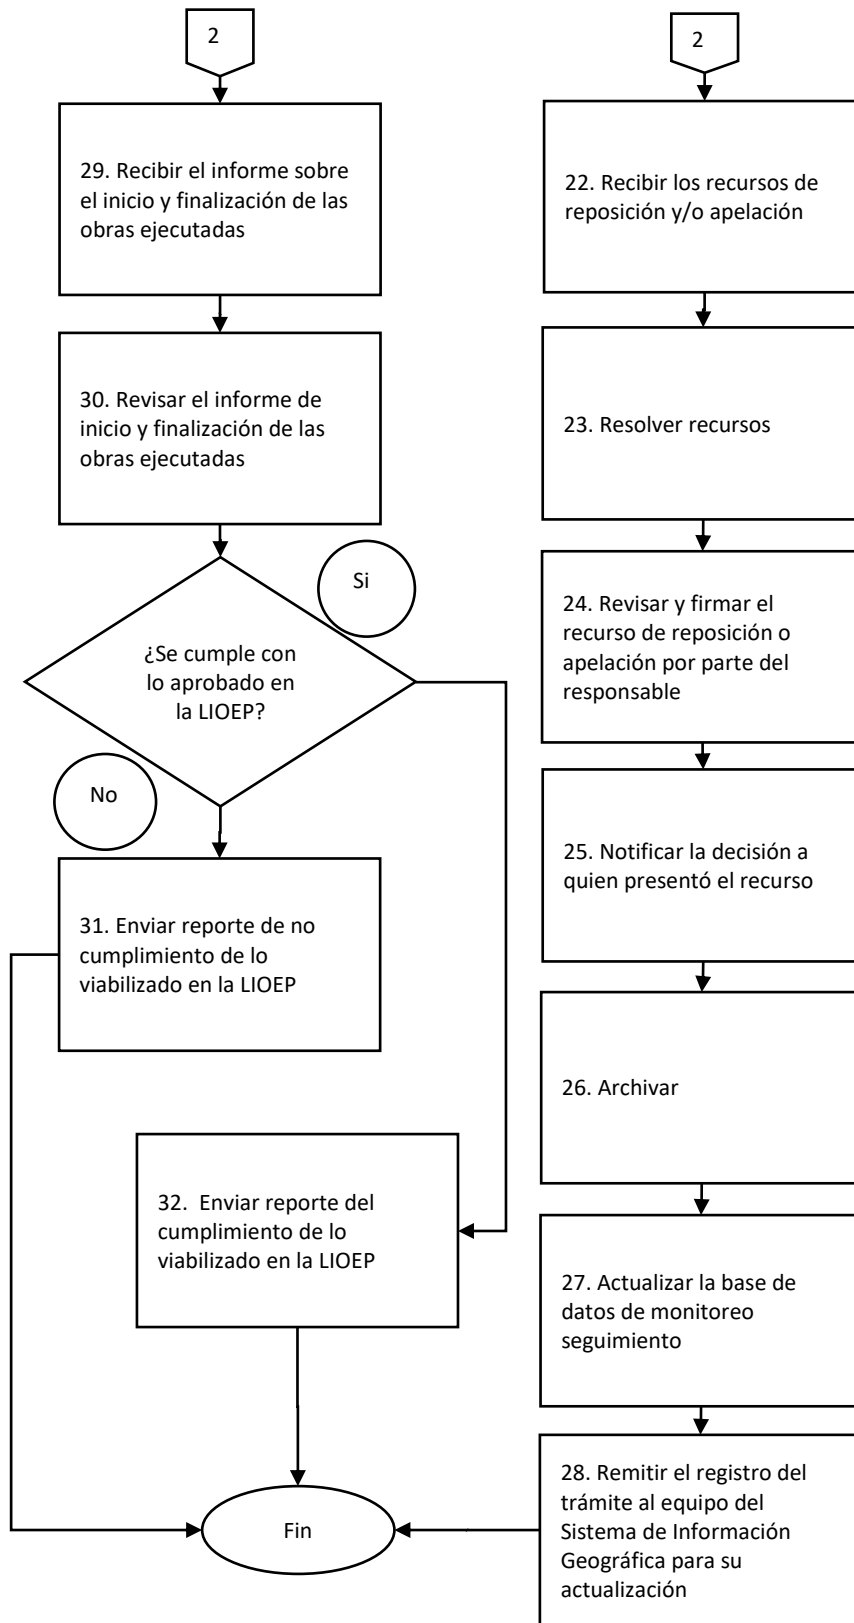 2
29. Recibir el informe sobre
el inicio y finalización de las
obras ejecutadas
30. Revisar el informe de
inicio y finalización de las
obras ejecutadas
Si
¿Se cumple con
lo aprobado en
la LIOEP?
No
31. Enviar reporte de no
cumplimiento de lo
viabilizado en la LIOEP
32. Enviar reporte del
cumplimiento de lo
viabilizado en la LIOEP
Fin
2
22. Recibir los recursos de
reposición y/o apelación
23. Resolver recursos
24. Revisar y firmar el
recurso de reposición o
apelación por parte del
responsable
25. Notificar la decisión a
quien presentó el recurso
26. Archivar
27. Actualizar la base de
datos de monitoreo
seguimiento
28. Remitir el registro del
trámite al equipo del
Sistema de Información
Geográfica para su
actualización